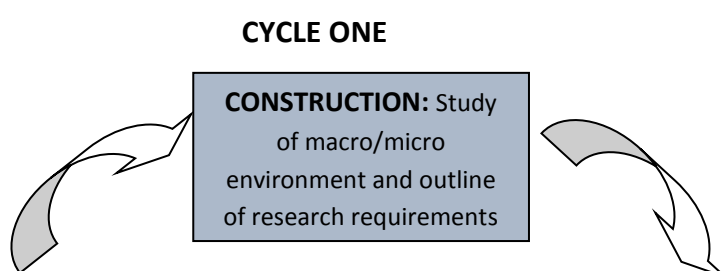 CYCLE ONE
CONSTRUCTION: Study
of macro/micro
environment and outline
of research requirements